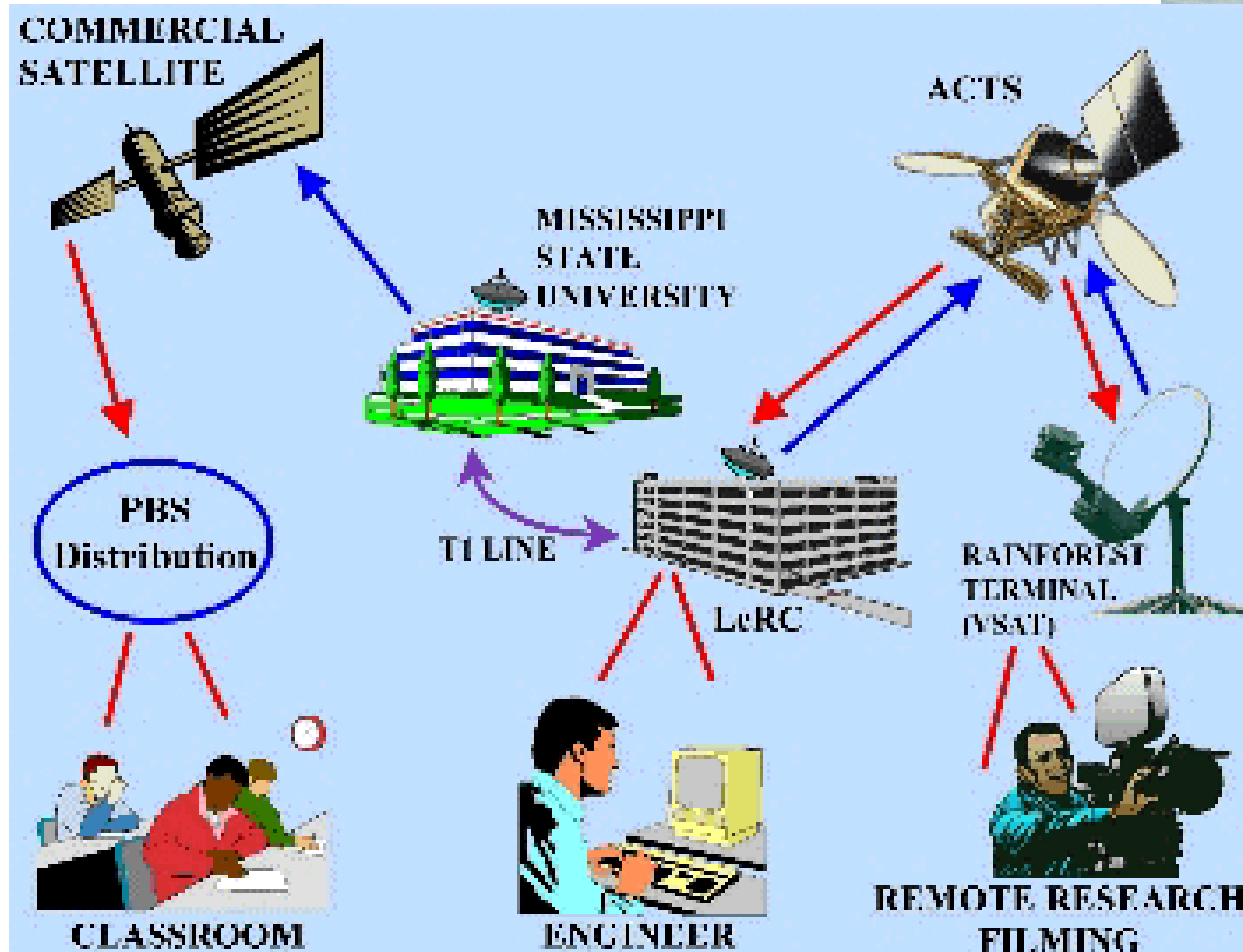 COMMERCIAL
SATELLITE
ACTS
MISSISSIPPI
STATE
UNIVERSITY
PBS
Distribution
T1 LINE
LeRC
RAINFOREST
TERMINAL
(VSAT)
CLASSROOM
ENGINEER
REMOTE RESEARCH
FILMING